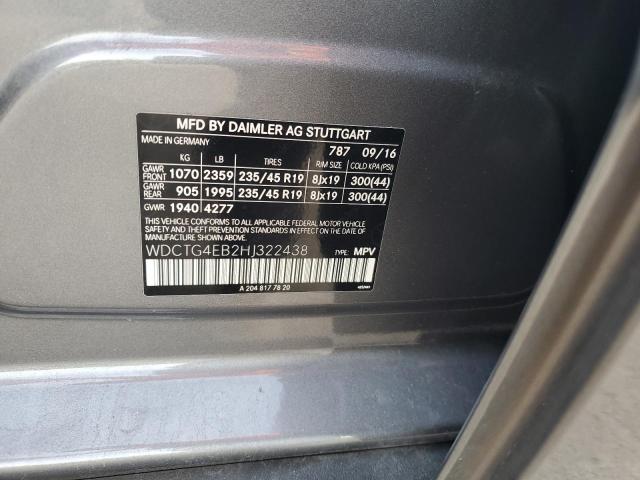 MFD BY DAIMLER AG STUTTGART
MADE IN GERMANY 787 09/16
KG LB TIRES RIM SIZE COLD KPA (PSI)
GAWR FRONT 1070 2359 235/45 R19 8Jx19 300(44)
GAWR REAR 905 1995 235/45 R19 8Jx19 300(44)
GVWR 1940 4277
THIS VEHICLE CONFORMS TO ALL APPLICABLE FEDERAL MOTOR VEHICLE
SAFETY AND THEFT PREVENTION STANDARDS IN EFFECT ON THE DATE
OF MANUFACTURE SHOWN ABOVE.
WDCTG4EB2HJ322438 TYPE: MPV
A 204 817 78 20